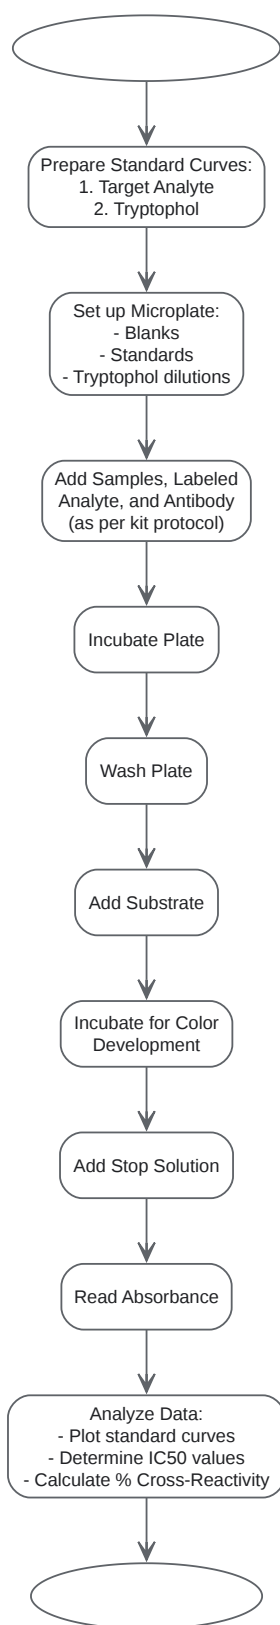 Prepare Standard Curves:
1. Target Analyte
2. Tryptophol
Set up Microplate:
- Blanks
- Standards
- Tryptophol dilutions
Add Samples, Labeled
Analyte, and Antibody
(as per kit protocol)
Incubate Plate
Wash Plate
Add Substrate
Incubate for Color
Development
Add Stop Solution
Read Absorbance
Analyze Data:
- Plot standard curves
- Determine IC50 values
- Calculate % Cross-Reactivity